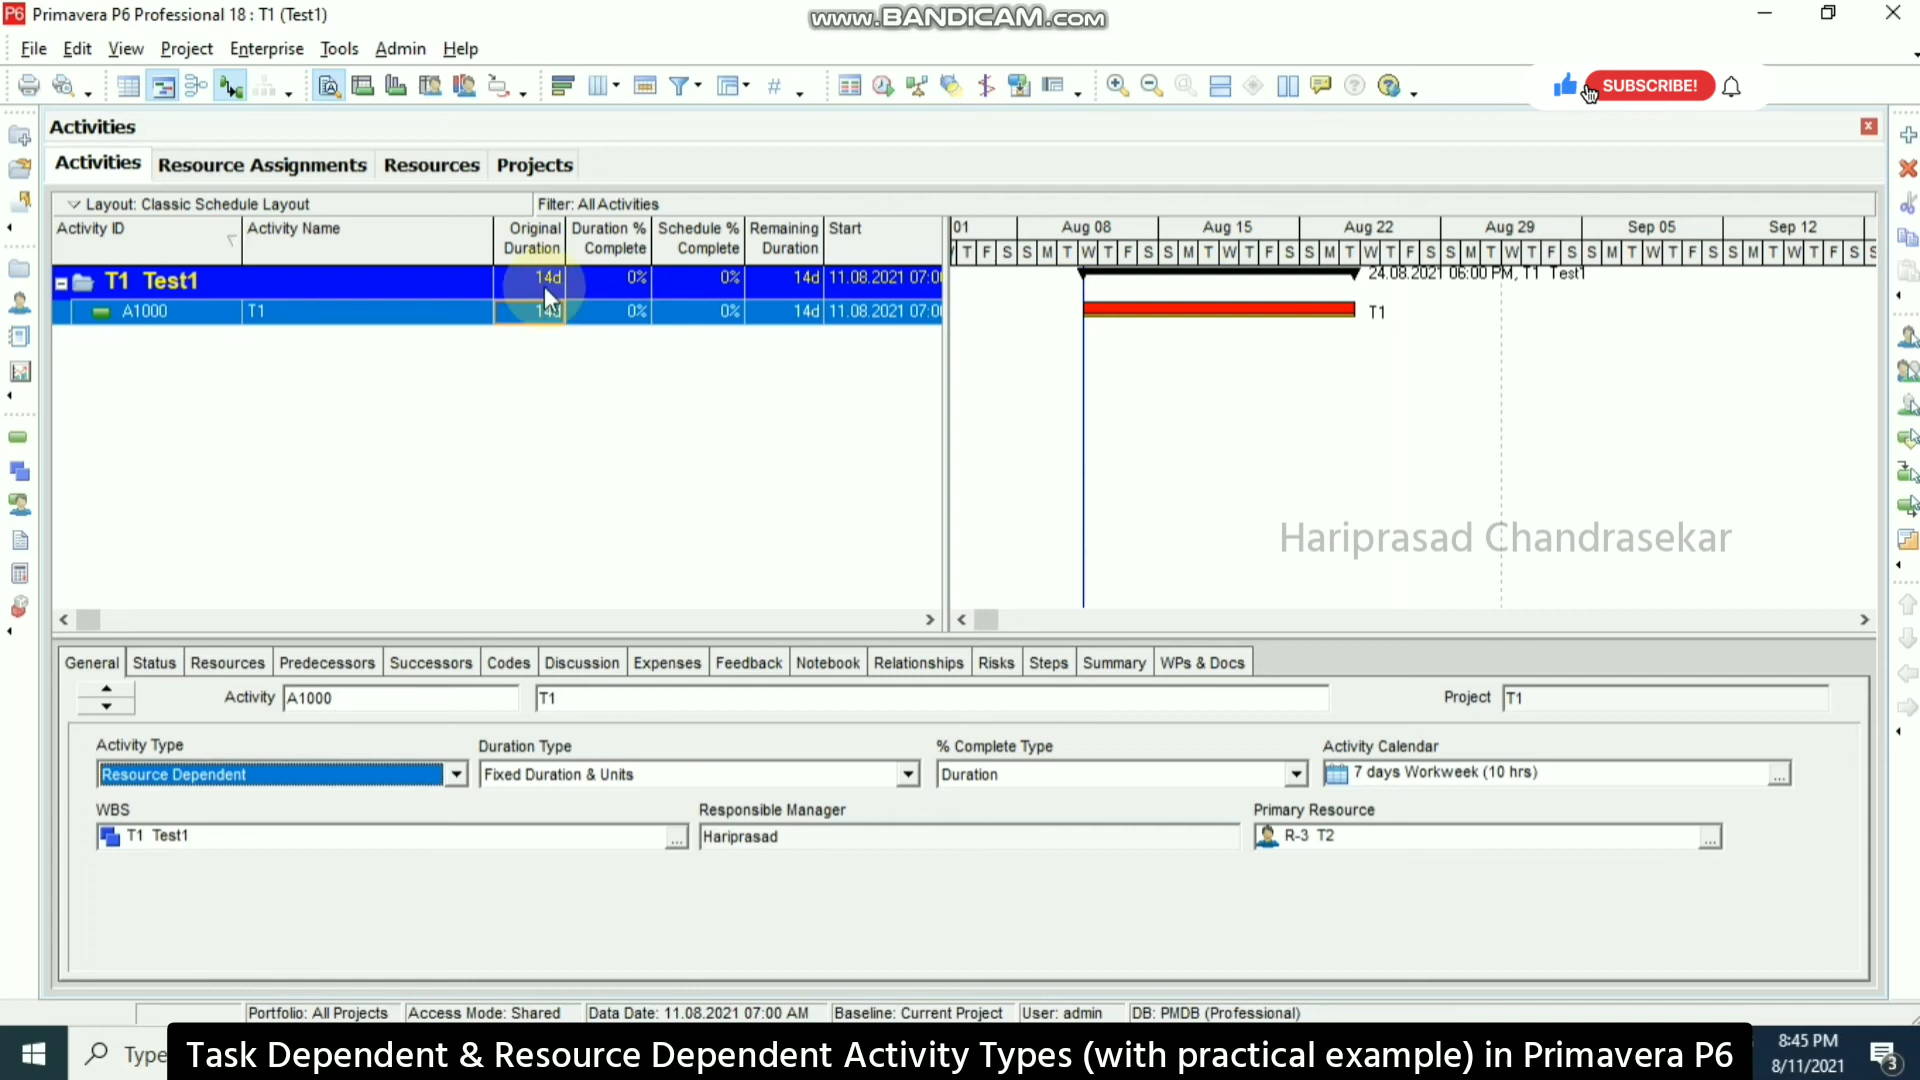 P6 Primavera P6 Professional 18 : T1 (Test1)
www.BANDICAM.com
File Edit View Project Enterprise Tools Admin Help
SUBSCRIBE!
Activities
Activities Resource Assignments Resources Projects
Layout: Classic Schedule Layout Filter: All Activities
Activity ID Activity Name Original Duration Duration % Complete Schedule % Complete Remaining Duration Start
01 Aug 08 Aug 15 Aug 22 Aug 29 Sep 05 Sep 12
T F S S M T W T F S S M T W T F S S M T W T F S S M T W T F S S M T W T F S S M T W T F S S
T1 Test1 14d 0% 0% 14d 11.08.2021 07:0
24.08.2021 06:00 PM, T1 Test1
A1000 T1 14d 0% 0% 14d 11.08.2021 07:0
T1
Hariprasad Chandrasekar
General Status Resources Predecessors Successors Codes Discussion Expenses Feedback Notebook Relationships Risks Steps Summary WPs & Docs
Activity A1000 T1 Project T1
Activity Type Duration Type % Complete Type Activity Calendar
Resource Dependent Fixed Duration & Units Duration 7 days Workweek (10 hrs) ...
WBS Responsible Manager Primary Resource
T1 Test1 ... Hariprasad R-3 T2 ...
Portfolio: All Projects Access Mode: Shared Data Date: 11.08.2021 07:00 AM Baseline: Current Project User: admin DB: PMDB (Professional)
Type
Task Dependent & Resource Dependent Activity Types (with practical example) in Primavera P6
8:45 PM
8/11/2021
3